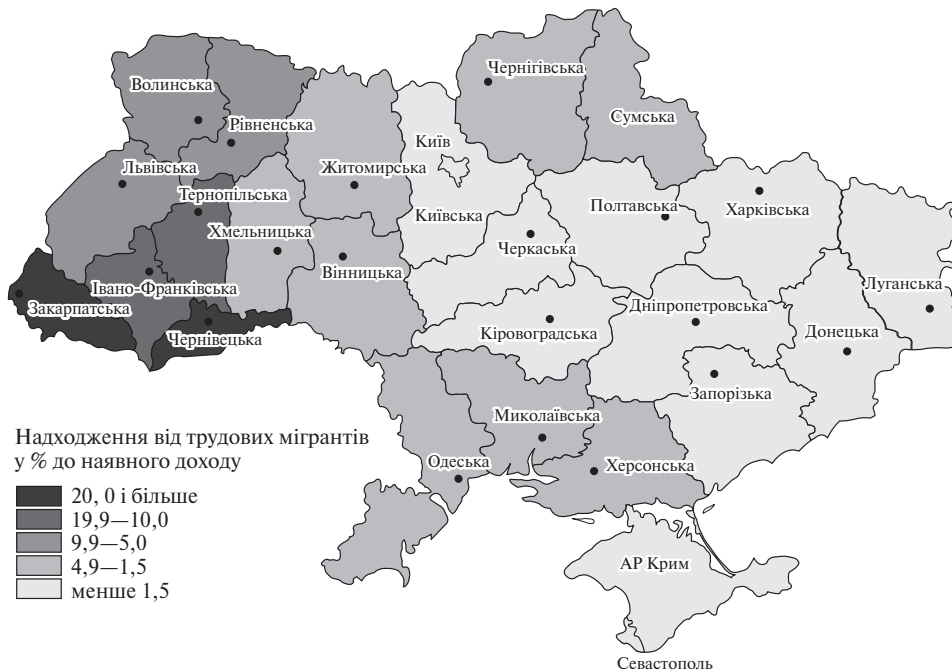 Чернігівська
Волинська
Сумська
Рівненська
Київ
Львівська
Житомирська
Тернопільська
Полтавська
Харківська
Київська
Хмельницька
Черкаська
Вінницька
Івано-Франківська
Луганська
Закарпатська
Дніпропетровська
Чернівецька
Кіровоградська
Донецька
Запорізька
Миколаївська
Надходження від трудових мігрантів
у % до наявного доходу
Одеська
Херсонська
20, 0 і більше
19,9—10,0
9,9—5,0
4,9—1,5
менше 1,5
АР Крим
Севастополь